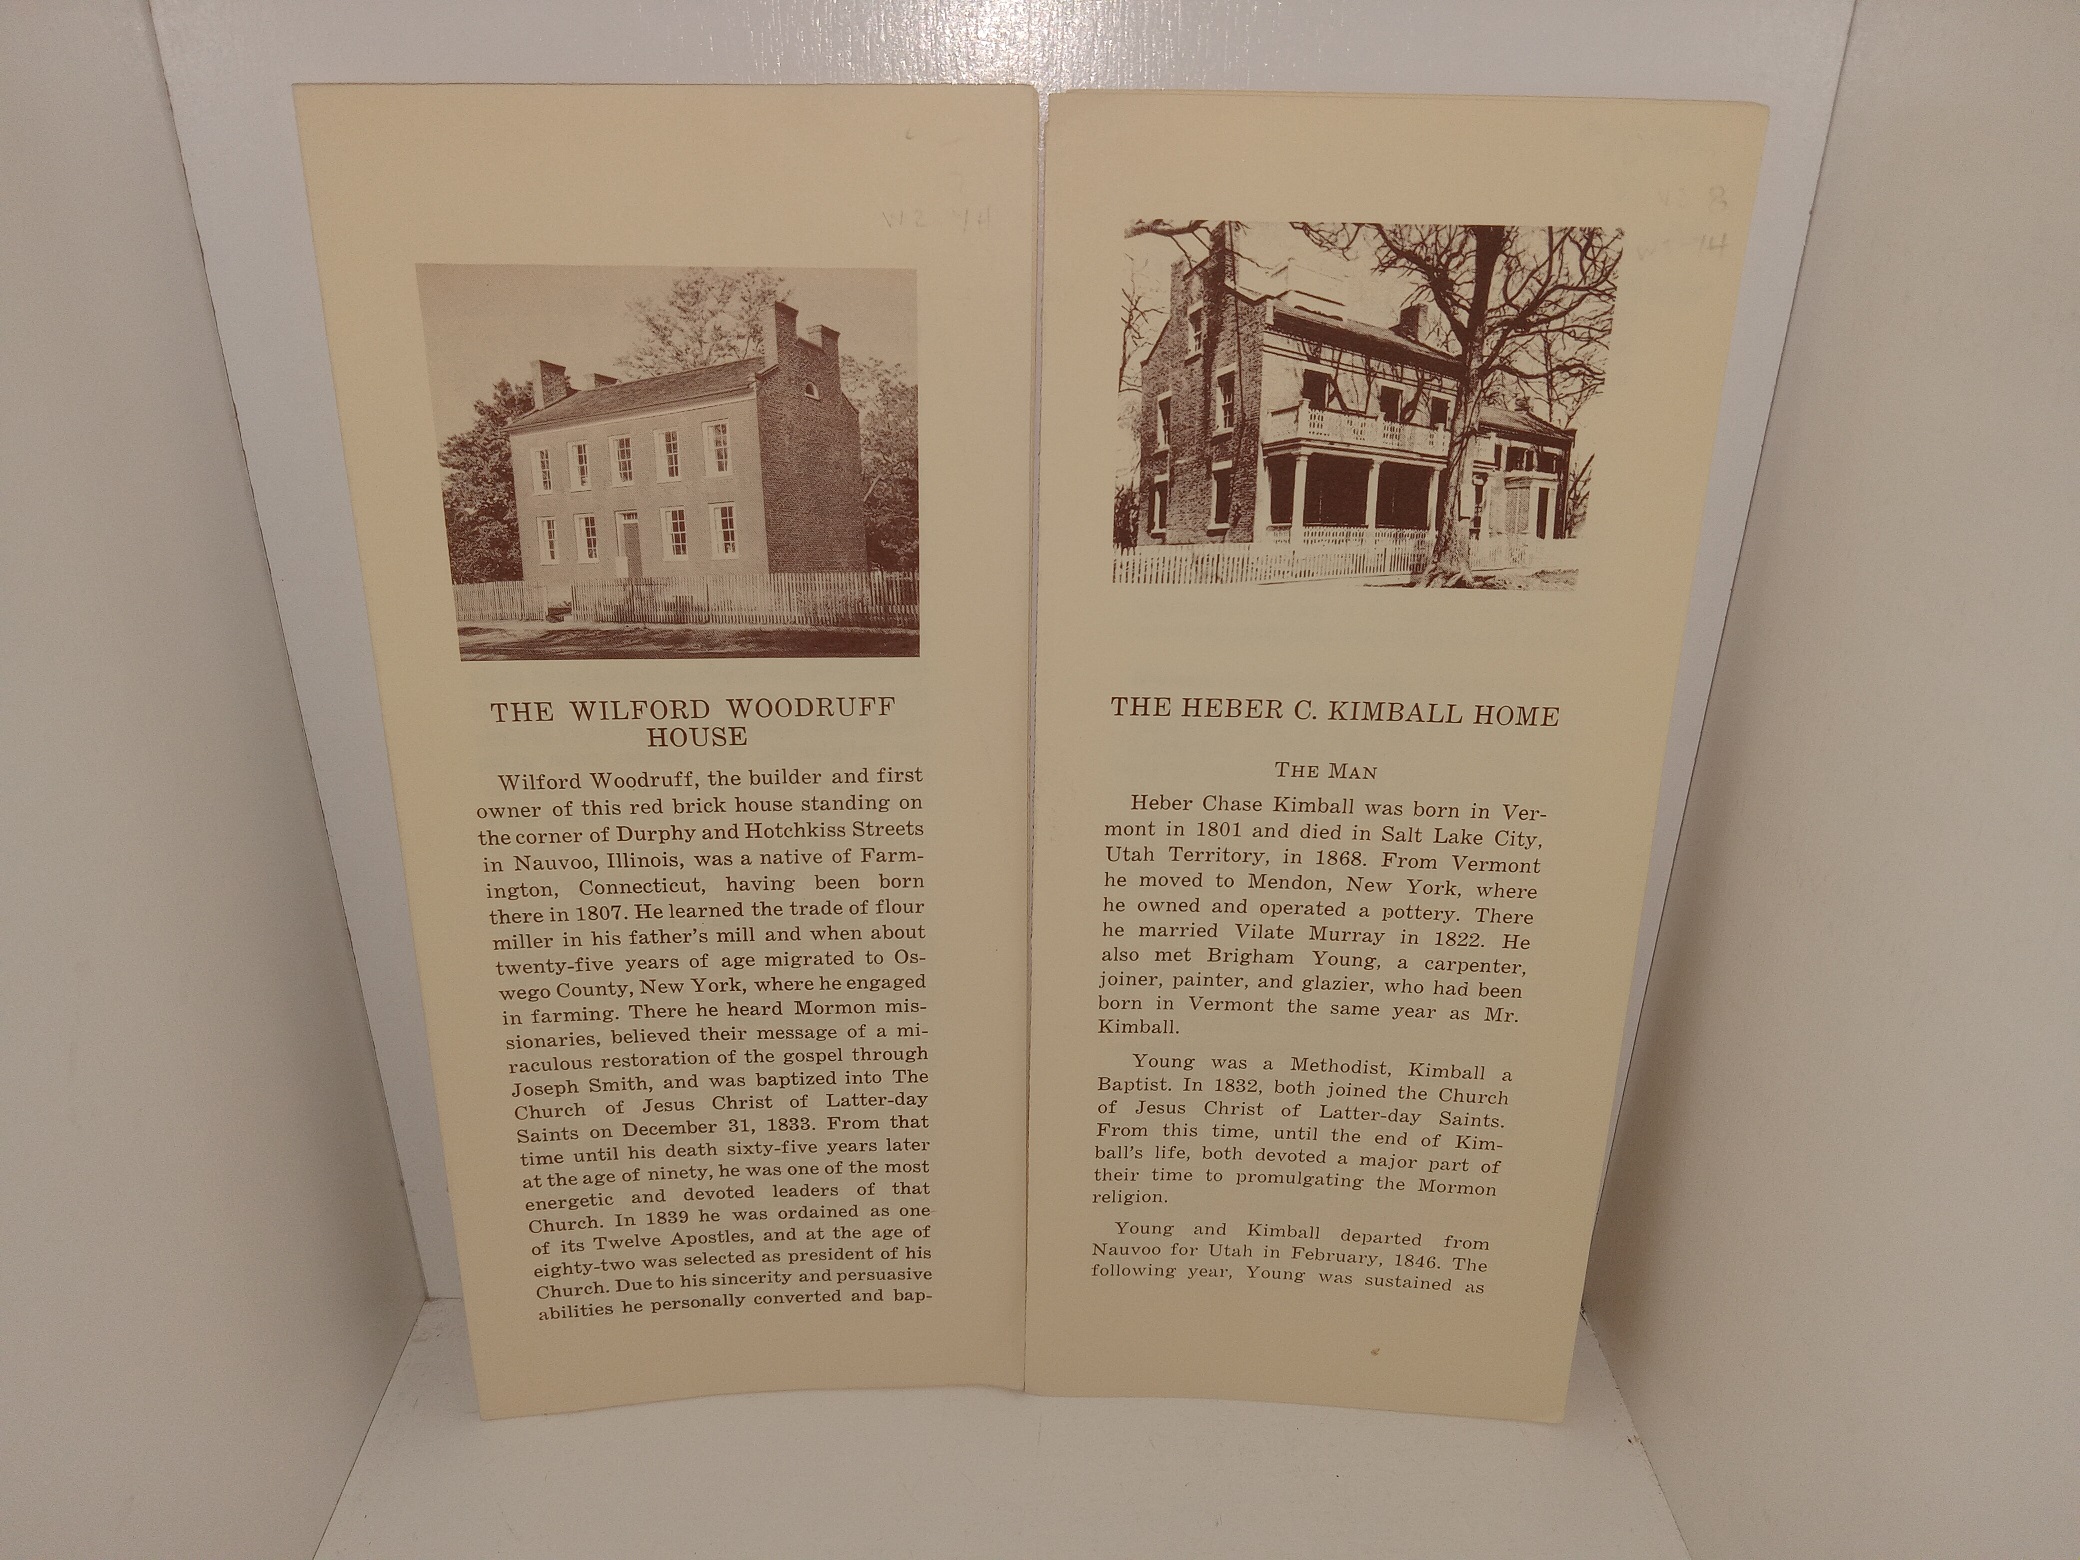 THE WILFORD WOODRUFF
HOUSE
Wilford Woodruff, the builder and first
owner of this red brick house standing on
the corner of Durphy and Hotchkiss Streets
in Nauvoo, Illinois, was a native of Farm-
ington, Connecticut, having been born
there in 1807. He learned the trade of flour
miller in his father's mill and when about
twenty-five years of age migrated to Os-
wego County, New York, where he engaged
in farming. There he heard Mormon mis-
sionaries, believed their message of a mi-
raculous restoration of the gospel through
Joseph Smith, and was baptized into The
Church of Jesus Christ of Latter-day
Saints on December 31, 1833. From that
time until his death sixty-five years later
at the age of ninety, he was one of the most
energetic and devoted leaders of that
Church. In 1839 he was ordained as one
of its Twelve Apostles, and at the age of
eighty-two was selected as president of his
Church. Due to his sincerity and persuasive
abilities he personally converted and bap-
THE HEBER C. KIMBALL HOME
THE MAN
Heber Chase Kimball was born in Ver-
mont in 1801 and died in Salt Lake City,
Utah Territory, in 1868. From Vermont
he moved to Mendon, New York, where
he owned and operated a pottery. There
he married Vilate Murray in 1822. He
also met Brigham Young, a carpenter,
joiner, painter, and glazier, who had been
born in Vermont the same year as Mr.
Kimball.
Young was a Methodist, Kimball a
Baptist. In 1832, both joined the Church
of Jesus Christ of Latter-day Saints.
From this time, until the end of Kim-
ball's life, both devoted a major part of
their time to promulgating the Mormon
religion.
Young and Kimball departed from
Nauvoo for Utah in February, 1846. The
following year, Young was sustained as